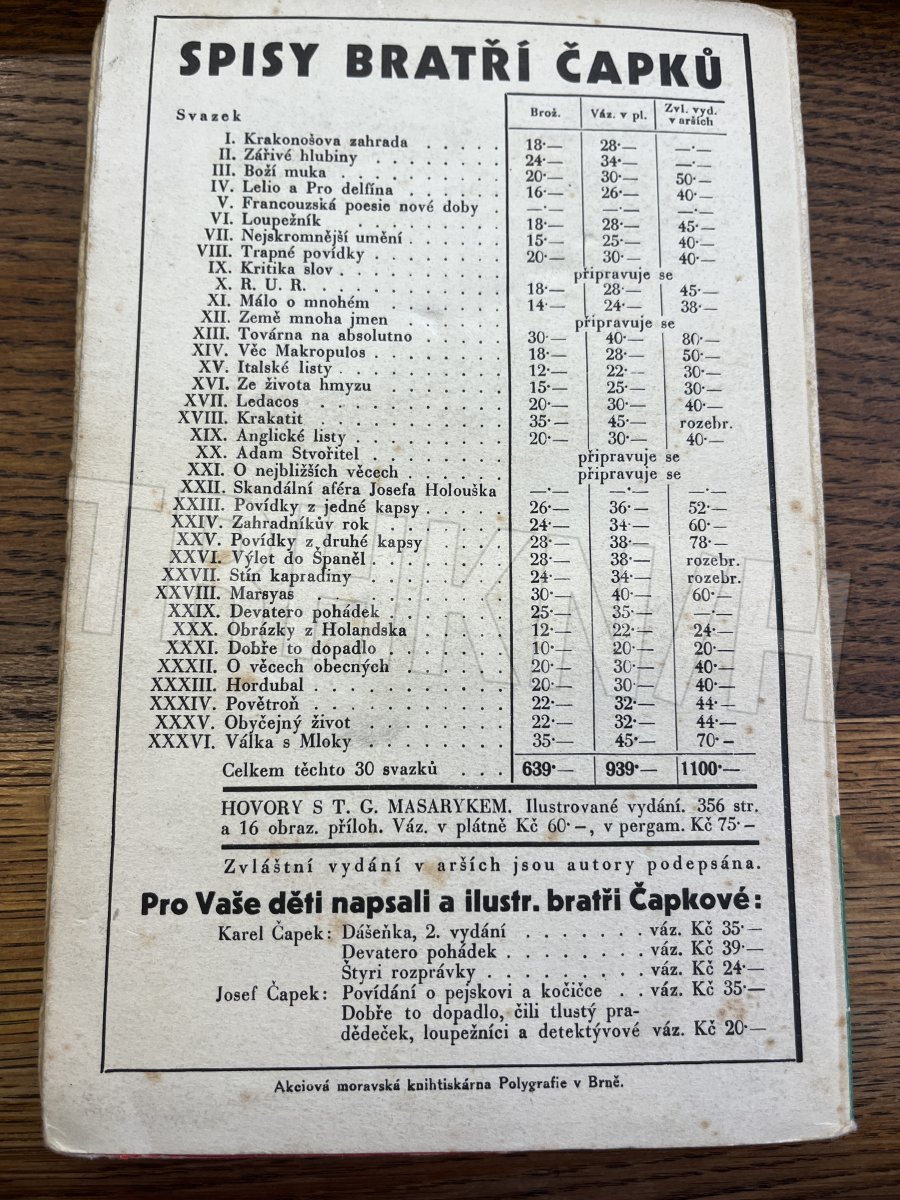 SPISY BRATŘÍ ČAPKŮ
Svazek Brož. Váz. v pl. Zvl. vyd. v arších
I. Krakonošova zahrada . . . . . 18·— 28·— —·—
II. Zářivé hlubiny . . . . . . . 24·— 34·— —·—
III. Boží muka . . . . . . . . . 20·— 30·— 50·—
IV. Lelio a Pro delfína . . . . . . 16·— 26·— 40·—
V. Francouzská poesie nové doby . —·— —·— —·—
VI. Loupežník . . . . . . . . . 18·— 28·— 45·—
VII. Nejskromnější umění . . . . . 15·— 25·— 40·—
VIII. Trapné povídky . . . . . . . 20·— 30·— 40·—
IX. Kritika slov . . . . . . . . . připravuje se
X. R. U. R. . . . . . . . . . . 18·— 28·— 45·—
XI. Málo o mnohém . . . . . . . 14·— 24·— 38·—
XII. Země mnoha jmen . . . . . . připravuje se
XIII. Továrna na absolutno . . . . . 30·— 40·— 80·—
XIV. Věc Makropulos . . . . . . . 18·— 28·— 50·—
XV. Italské listy . . . . . . . . . 12·— 22·— 30·—
XVI. Ze života hmyzu . . . . . . . 15·— 25·— 30·—
XVII. Ledacos . . . . . . . . . . 20·— 30·— 40·—
XVIII. Krakatit . . . . . . . . . . 35·— 45·— rozebr.
XIX. Anglické listy . . . . . . . . 20·— 30·— 40·—
XX. Adam Stvořitel . . . . . . . připravuje se
XXI. O nejbližších věcech . . . . . připravuje se
XXII. Skandální aféra Josefa Holouška —·— —·— —·—
XXIII. Povídky z jedné kapsy . . . . 26·— 36·— 52·—
XXIV. Zahradníkův rok . . . . . . 24·— 34·— 60·—
XXV. Povídky z druhé kapsy . . . . 28·— 38·— 78·—
XXVI. Výlet do Španěl . . . . . . . 28·— 38·— rozebr.
XXVII. Stín kapradiny . . . . . . . 24·— 34·— rozebr.
XXVIII. Marsyas . . . . . . . . . . 30·— 40·— 60·—
XXIX. Devatero pohádek . . . . . . 25·— 35·— —·—
XXX. Obrázky z Holandska . . . . . 12·— 22·— 24·—
XXXI. Dobře to dopadlo . . . . . . 10·— 20·— 20·—
XXXII. O věcech obecných . . . . . 20·— 30·— 40·—
XXXIII. Hordubal . . . . . . . . . . 20·— 30·— 40·—
XXXIV. Povětroň . . . . . . . . . . 22·— 32·— 44·—
XXXV. Obyčejný život . . . . . . . 22·— 32·— 44·—
XXXVI. Válka s Mloky . . . . . . . 35·— 45·— 70·—
Celkem těchto 30 svazků . . . 639·— 939·— 1100·—
HOVORY S T. G. MASARYKEM. Ilustrované vydání. 356 str.
a 16 obraz. příloh. Váz. v plátně Kč 60·—, v pergam. Kč 75·—
Zvláštní vydání v arších jsou autory podepsána.
Pro Vaše děti napsali a ilustr. bratři Čapkové:
Karel Čapek: Dášeňka, 2. vydání . . . . . . . váz. Kč 35·—
Devatero pohádek . . . . . . . . váz. Kč 39·—
Štyri rozprávky . . . . . . . . . váz. Kč 24·—
Josef Čapek: Povídání o pejskovi a kočičce . . váz. Kč 35·—
Dobře to dopadlo, čili tlustý pra-
dědeček, loupežníci a detektývové váz. Kč 20·—
Akciová moravská knihtiskárna Polygrafie v Brně.